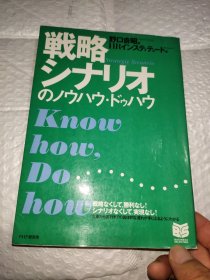 戦略
シナリオ
Strategic Scenario
野口吉昭
HRインスティテュート
のノウハウ・ドゥハウ
Know
how,
Do
how
戦略なくして、勝利なし!
シナリオなくして、実現なし!
PHP研究所